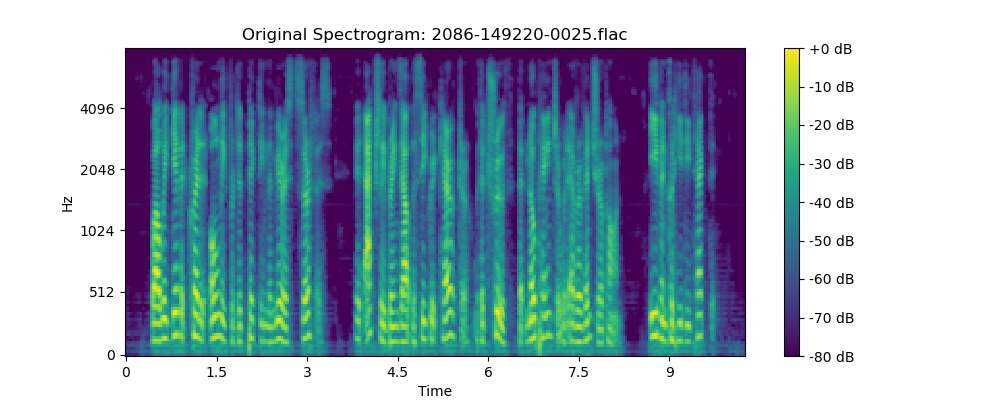 Original Spectrogram: 2086-149220-0025.flac
Hz
4096
2048
1024
512
0
0 1.5 3 4.5 6 7.5 9
Time
+0 dB
-10 dB
-20 dB
-30 dB
-40 dB
-50 dB
-60 dB
-70 dB
-80 dB